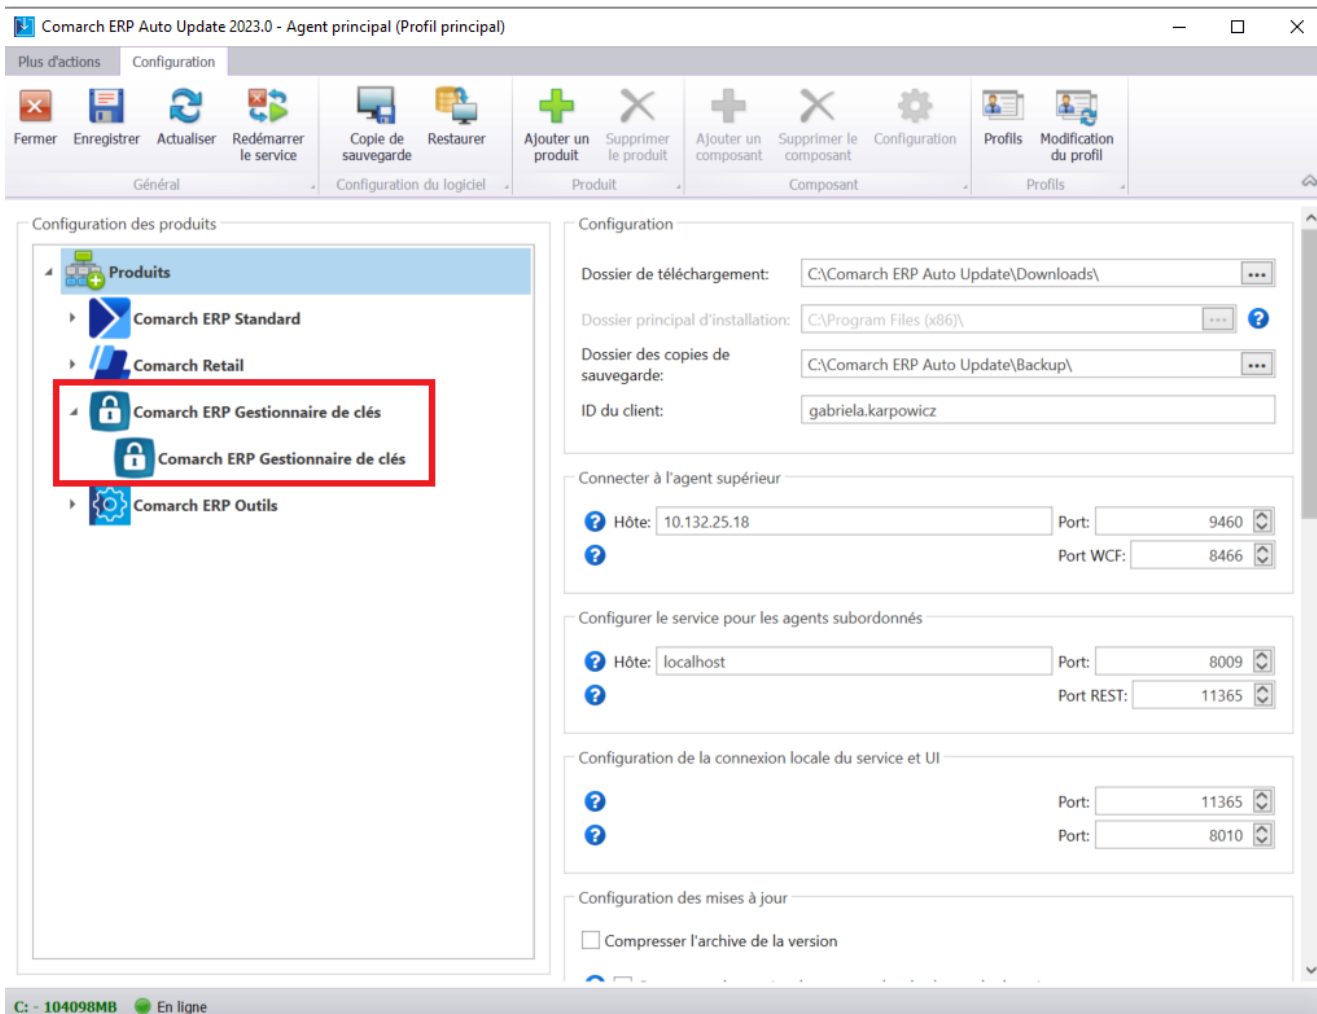 Comarch ERP Auto Update 2023.0 - Agent principal (Profil principal)
Plus d'actions Configuration
Fermer Enregistrer Actualiser Redémarrer le service Copie de sauvegarde Restaurer Ajouter un produit Supprimer le produit Ajouter un composant Supprimer le composant Configuration Profils Modification du profil
Général Configuration du logiciel Produit Composant Profils
Configuration des produits
Produits
Comarch ERP Standard
Comarch Retail
Comarch ERP Gestionnaire de clés
Comarch ERP Gestionnaire de clés
Comarch ERP Outils
Configuration
Dossier de téléchargement: C:\Comarch ERP Auto Update\Downloads\ ...
Dossier principal d'installation: C:\Program Files (x86)\ ... ?
Dossier des copies de
sauvegarde: C:\Comarch ERP Auto Update\Backup\ ...
ID du client: gabriela.karpowicz
Connecter à l'agent supérieur
? Hôte: 10.132.25.18 Port: 9460
? Port WCF: 8466
Configurer le service pour les agents subordonnés
? Hôte: localhost Port: 8009
? Port REST: 11365
Configuration de la connexion locale du service et UI
? Port: 11365
? Port: 8010
Configuration des mises à jour
Compresser l'archive de la version
C: - 104098MB En ligne